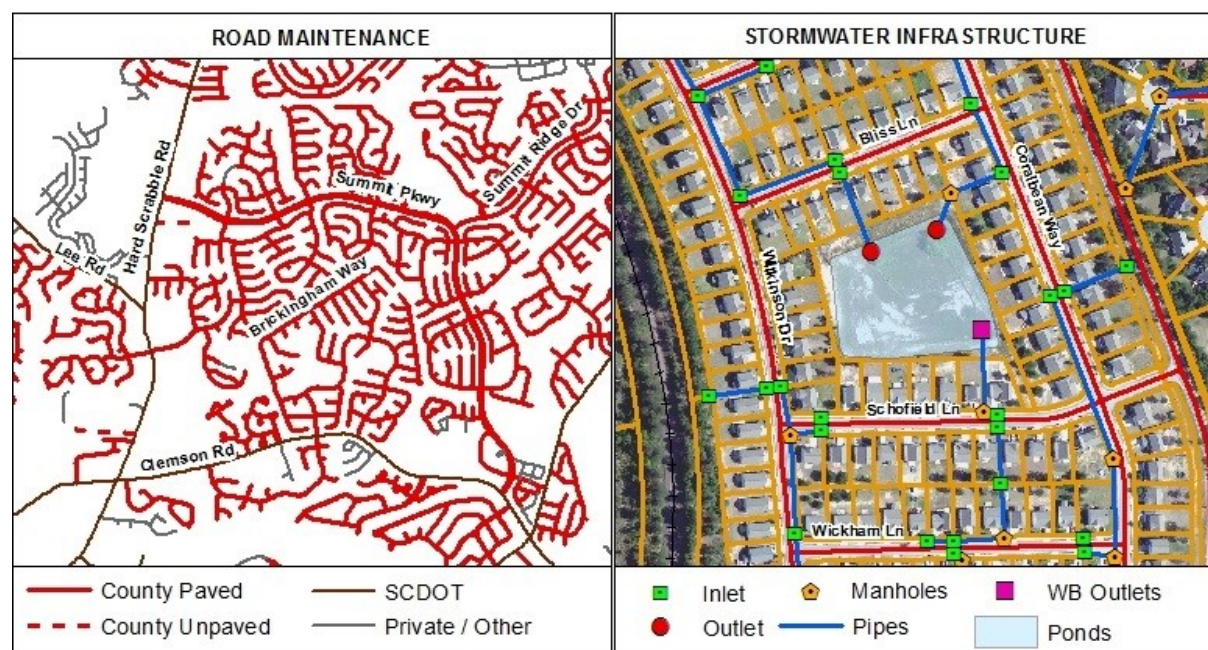 ROAD MAINTENANCE
STORMWATER INFRASTRUCTURE
Hard Scrabble Rd
Summit Pkwy
Summit Ridge Dr
Lee Rd
Brickingham Way
Clemson Rd
Bliss Ln
Coralbean Way
Wilkinson Dr
Schofield Ln
Wickham Ln
County Paved
SCDOT
County Unpaved
Private / Other
Inlet
Manholes
WB Outlets
Outlet
Pipes
Ponds